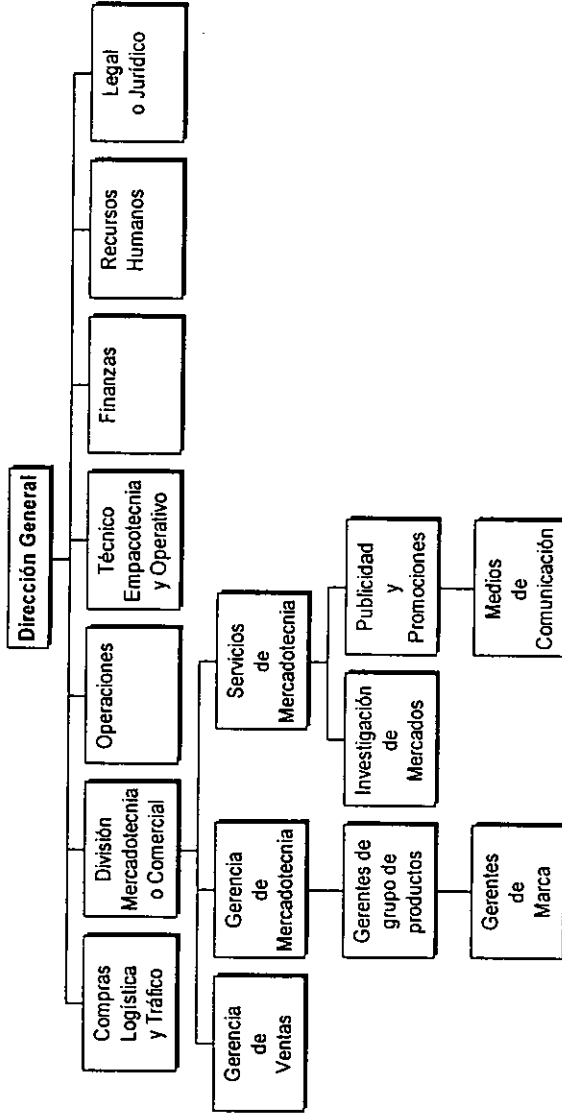 Dirección General
Compras
Logística
y Tráfico
División
Mercadotecnia
o Comercial
Operaciones
Técnico
Empacotecnia
y Operativo
Finanzas
Recursos
Humanos
Legal
o Jurídico
Gerencia
de
Ventas
Gerencia
de
Mercadotecnia
Servicios
de
Mercadotecnia
Gerentes de
grupo de
productos
Investigación
de
Mercados
Publicidad
y
Promociones
Gerentes
de
Marca
Medios
de
Comunicación